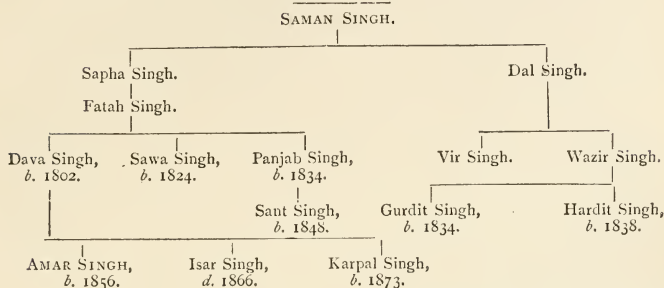 SAMAN SINGH.
Sapha Singh. Dal Singh.
Fatah Singh.
Dava Singh, Sawa Singh, Panjab Singh, Vir Singh. Wazir Singh.
b. 1802. b. 1824. b. 1834.
Sant Singh, Gurdit Singh, Hardit Singh,
b. 1848. b. 1834. b. 1838.
AMAR SINGH, Isar Singh, Karpal Singh,
b. 1856. d. 1866. b. 1873.